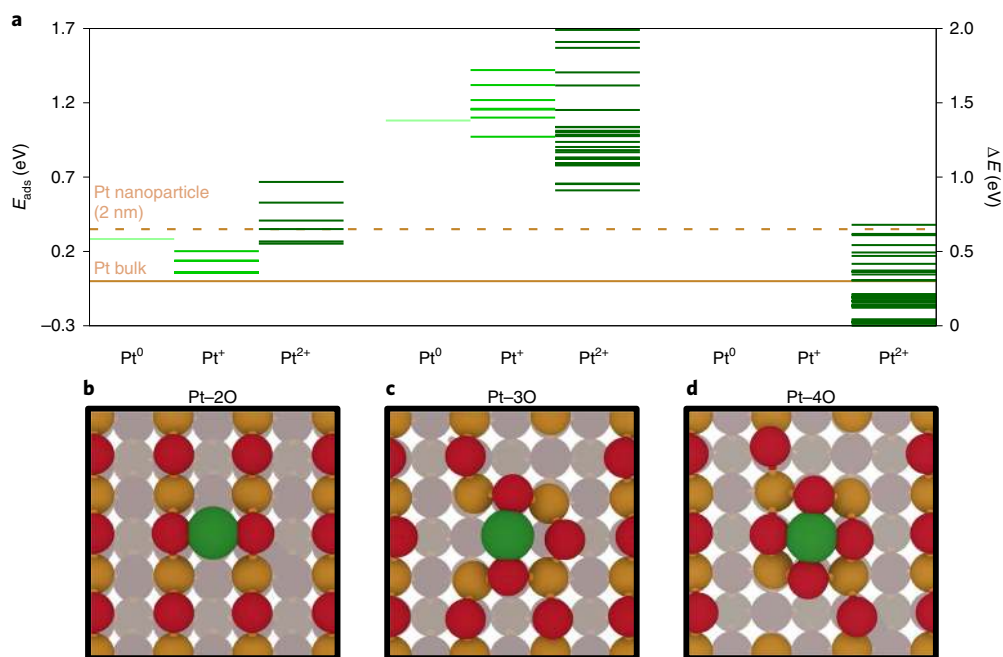 a
1.7
1.2
0.7
0.2
−0.3
E_ads (eV)
2.0
1.5
1.0
0.5
0
ΔE (eV)
Pt nanoparticle
(2 nm)
Pt bulk
Pt⁰ Pt⁺ Pt²⁺ Pt⁰ Pt⁺ Pt²⁺ Pt⁰ Pt⁺ Pt²⁺
b Pt–2O c Pt–3O d Pt–4O